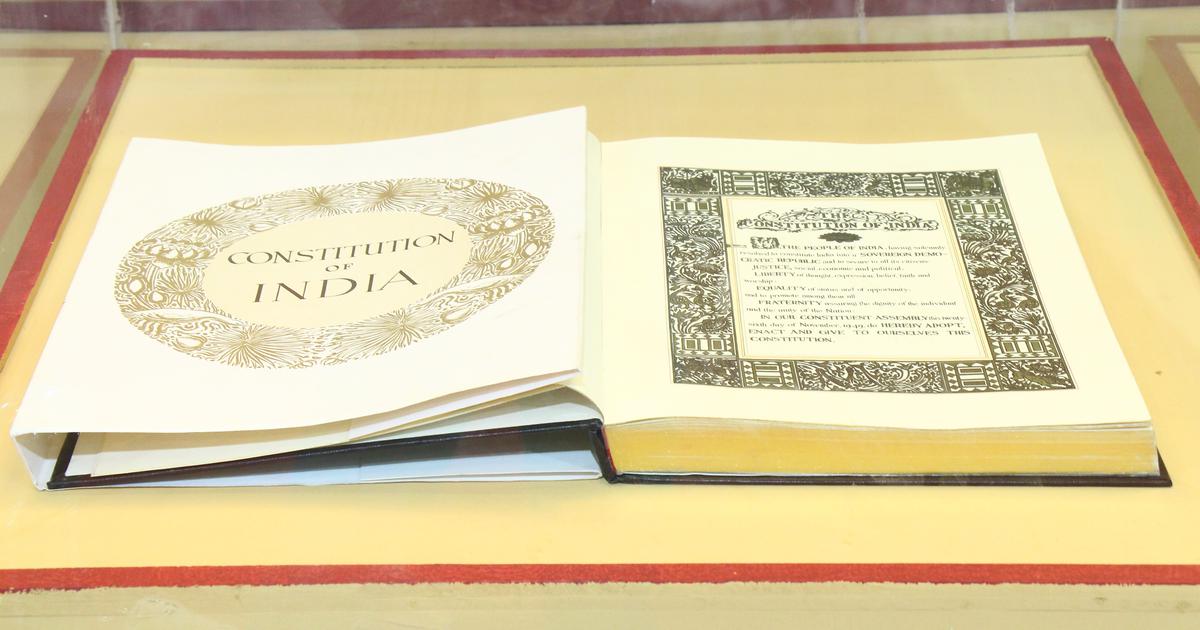 CONSTITUTION
OF
INDIA
THE
CONSTITUTION OF INDIA
WE, THE PEOPLE OF INDIA, having solemnly
resolved to constitute India into a SOVEREIGN DEMO-
CRATIC REPUBLIC and to secure to all its citizens:
JUSTICE, social, economic and political;
LIBERTY of thought, expression, belief, faith and
worship;
EQUALITY of status and of opportunity;
and to promote among them all
FRATERNITY assuring the dignity of the individual
and the unity of the Nation;
IN OUR CONSTITUENT ASSEMBLY this twenty
sixth day of November, 1949, do HEREBY ADOPT,
ENACT AND GIVE TO OURSELVES THIS
CONSTITUTION.